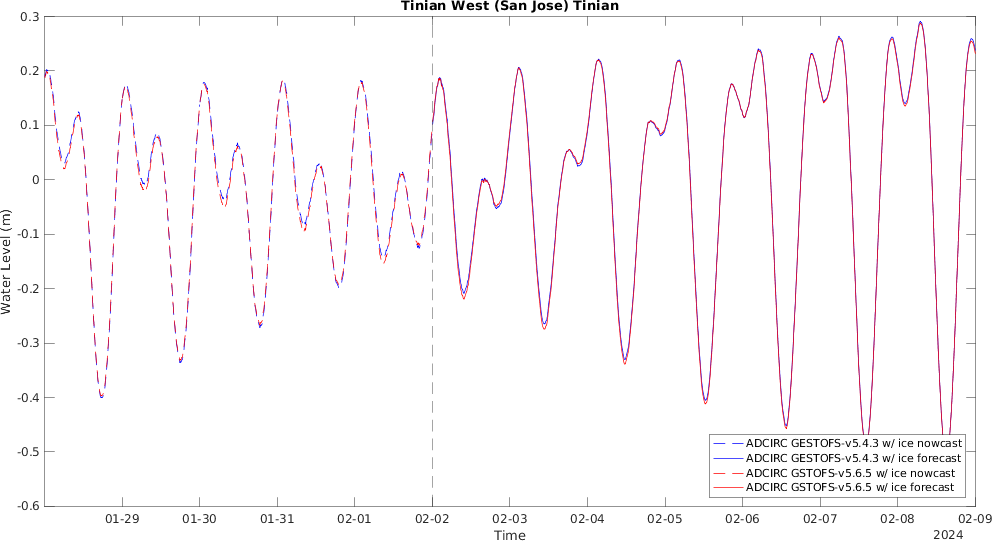 Tinian West (San Jose) Tinian
0.3
0.2
0.1
0
-0.1
-0.2
-0.3
-0.4
-0.5
-0.6
Water Level (m)
ADCIRC GESTOFS-v5.4.3 w/ ice nowcast
ADCIRC GESTOFS-v5.4.3 w/ ice forecast
ADCIRC GSTOFS-v5.6.5 w/ ice nowcast
ADCIRC GSTOFS-v5.6.5 w/ ice forecast
01-29 01-30 01-31 02-01 02-02 02-03 02-04 02-05 02-06 02-07 02-08 02-09
Time
2024